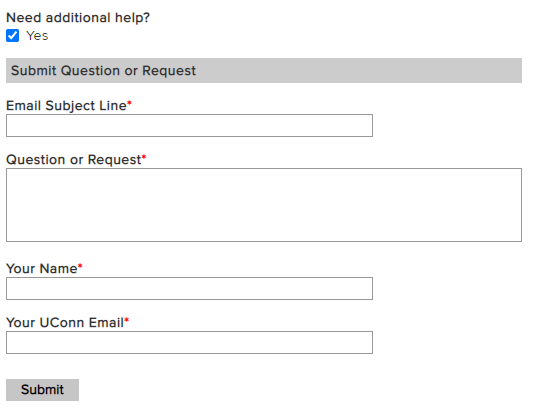 Need additional help?
Yes
Submit Question or Request
Email Subject Line*
Question or Request*
Your Name*
Your UConn Email*
Submit